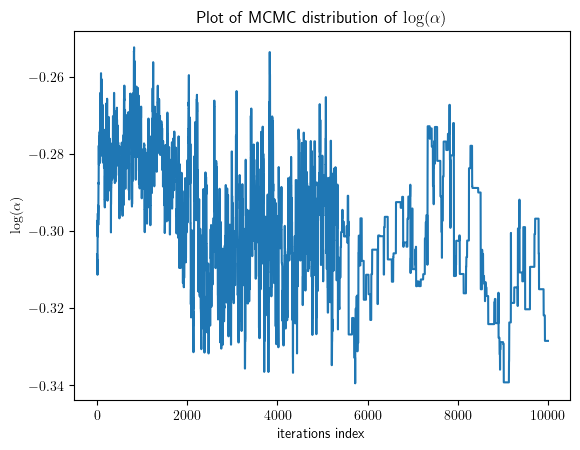 Plot of MCMC distribution of log(α)
−0.26
−0.28
−0.30
−0.32
−0.34
log(α)
0 2000 4000 6000 8000 10000
iterations index